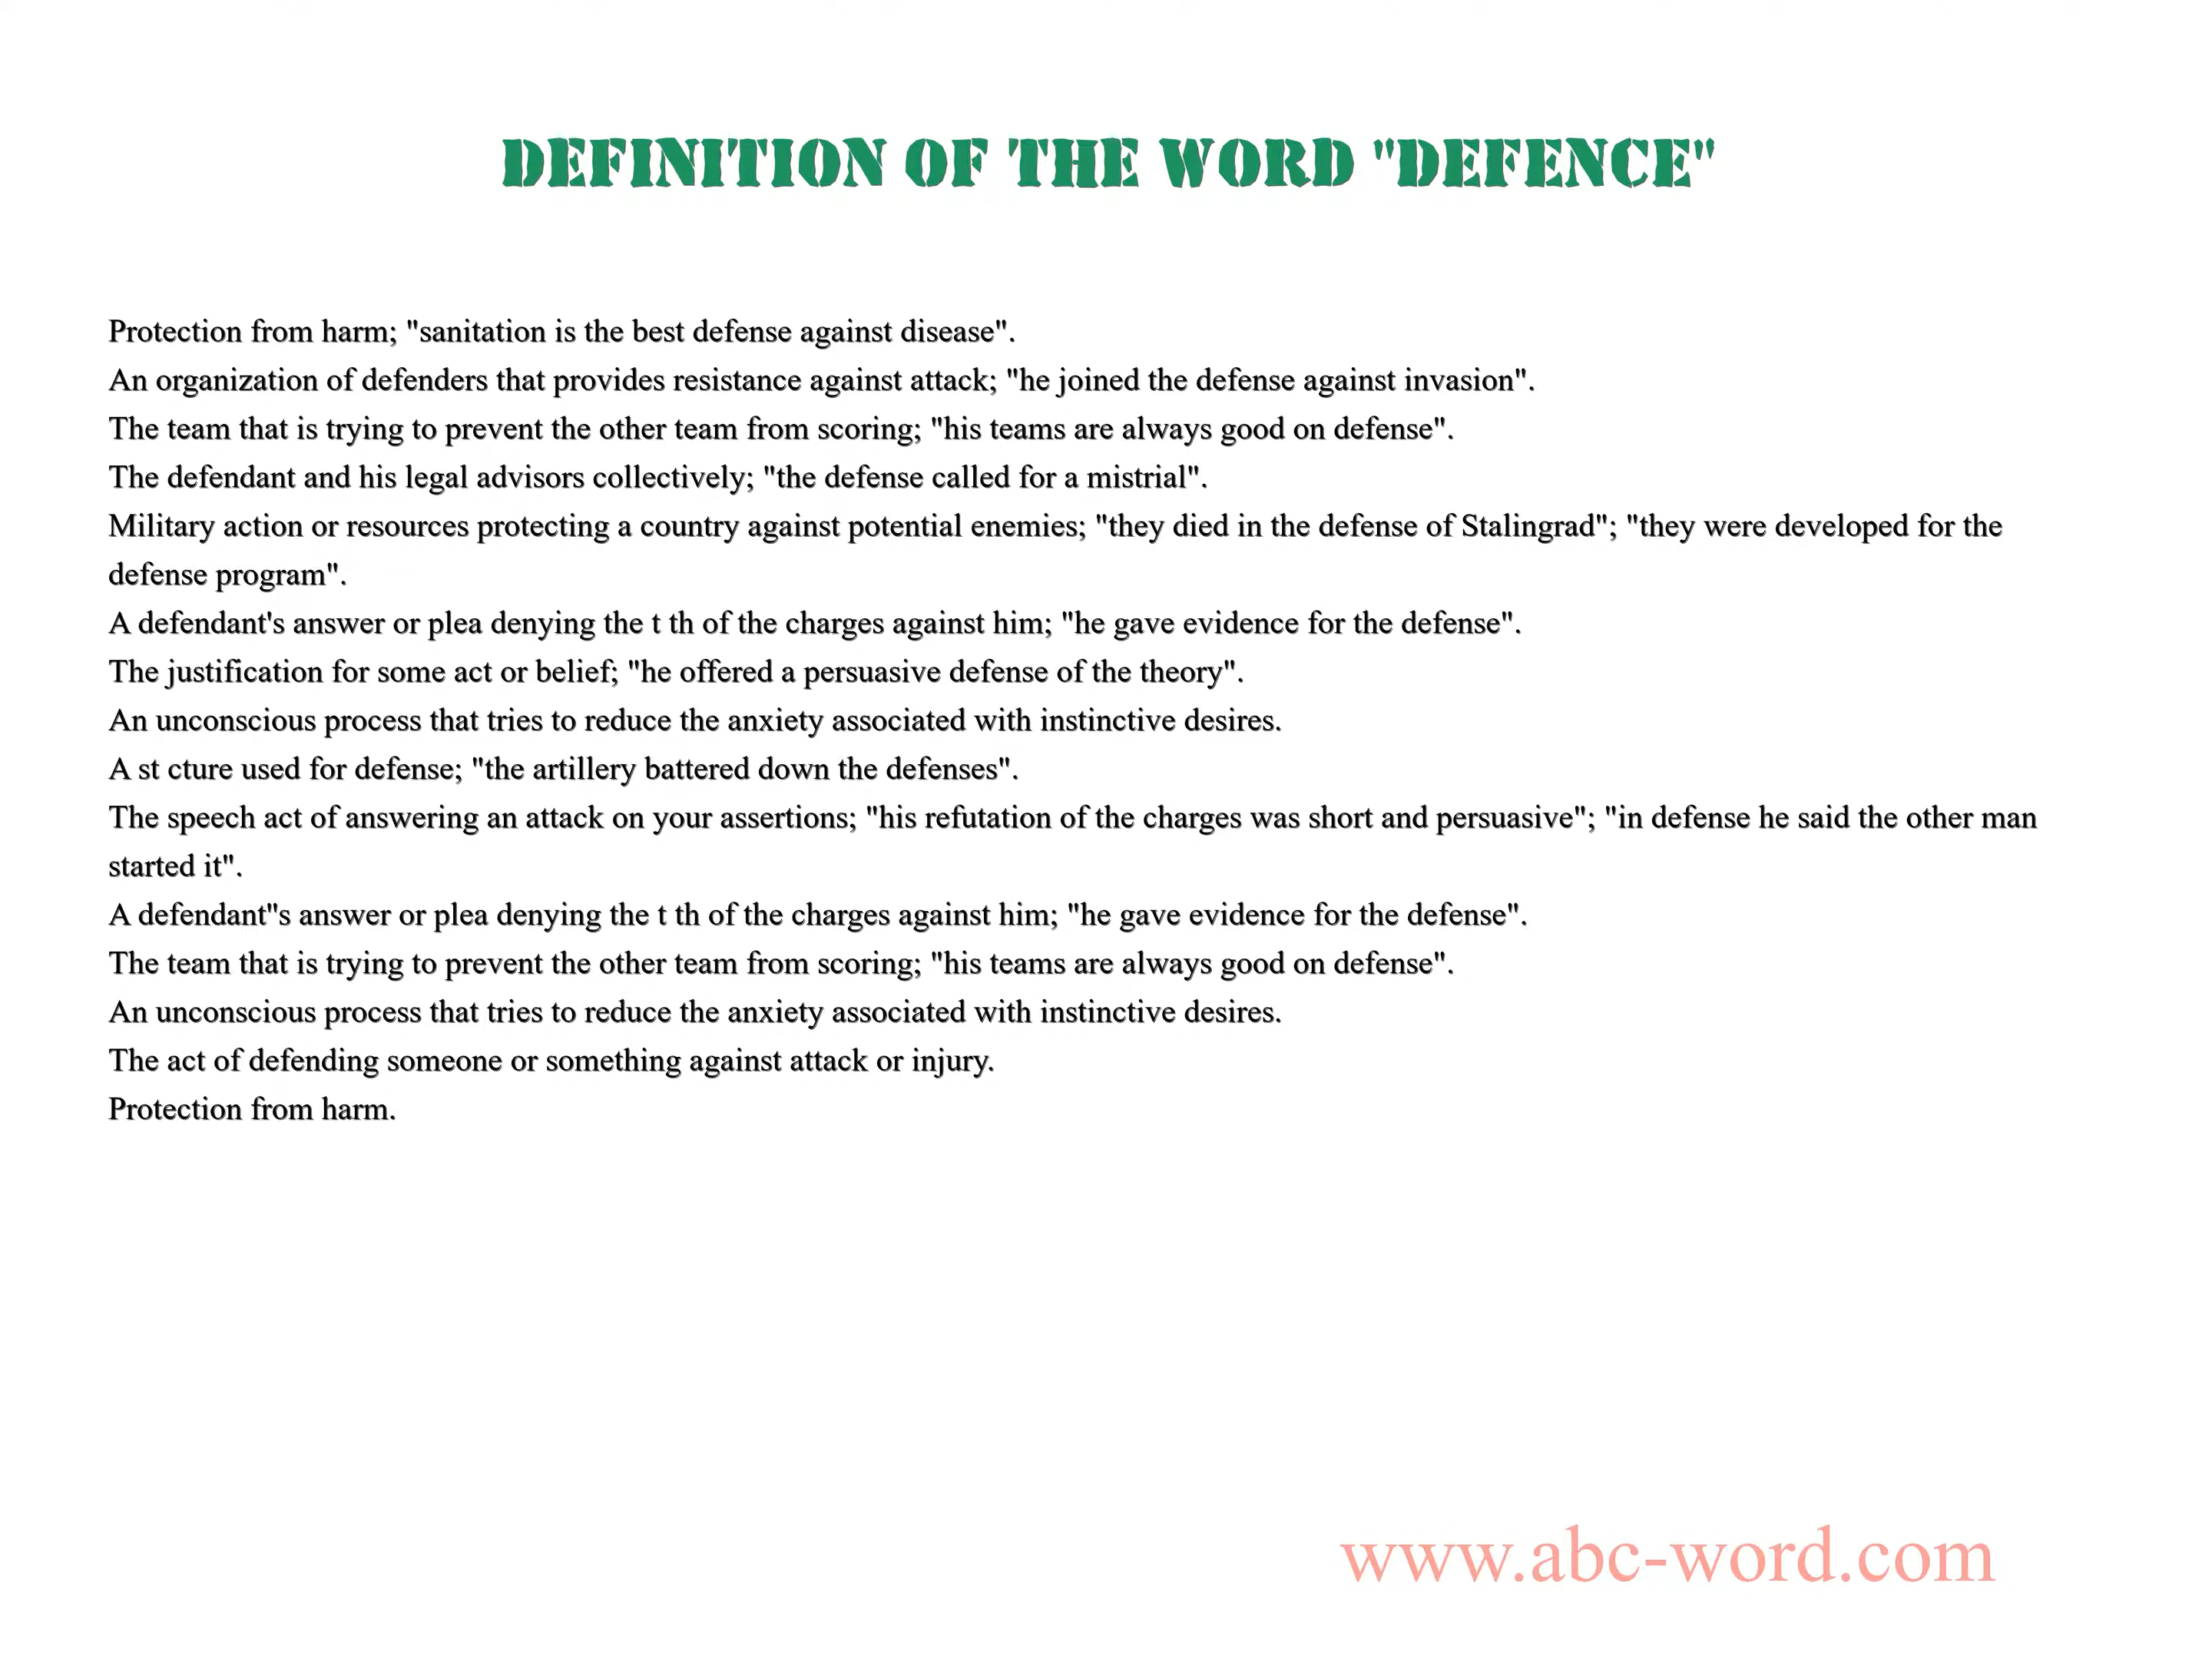 DEFINITION OF THE WORD "DEFENCE"
Protection from harm; "sanitation is the best defense against disease".
An organization of defenders that provides resistance against attack; "he joined the defense against invasion".
The team that is trying to prevent the other team from scoring; "his teams are always good on defense".
The defendant and his legal advisors collectively; "the defense called for a mistrial".
Military action or resources protecting a country against potential enemies; "they died in the defense of Stalingrad"; "they were developed for the
defense program".
A defendant's answer or plea denying the t th of the charges against him; "he gave evidence for the defense".
The justification for some act or belief; "he offered a persuasive defense of the theory".
An unconscious process that tries to reduce the anxiety associated with instinctive desires.
A st cture used for defense; "the artillery battered down the defenses".
The speech act of answering an attack on your assertions; "his refutation of the charges was short and persuasive"; "in defense he said the other man
started it".
A defendant"s answer or plea denying the t th of the charges against him; "he gave evidence for the defense".
The team that is trying to prevent the other team from scoring; "his teams are always good on defense".
An unconscious process that tries to reduce the anxiety associated with instinctive desires.
The act of defending someone or something against attack or injury.
Protection from harm.
www.abc-word.com